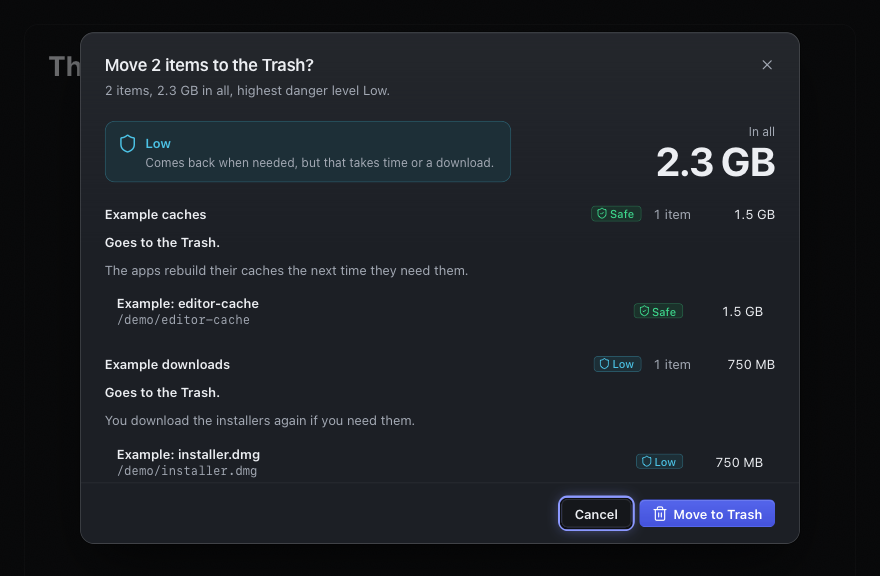 Th
Move 2 items to the Trash?
2 items, 2.3 GB in all, highest danger level Low.
Low
Comes back when needed, but that takes time or a download.
In all
2.3 GB
Example caches Safe 1 item 1.5 GB
Goes to the Trash.
The apps rebuild their caches the next time they need them.
Example: editor-cache
/demo/editor-cache
Safe 1.5 GB
Example downloads Low 1 item 750 MB
Goes to the Trash.
You download the installers again if you need them.
Example: installer.dmg
/demo/installer.dmg
Low 750 MB
Cancel Move to Trash